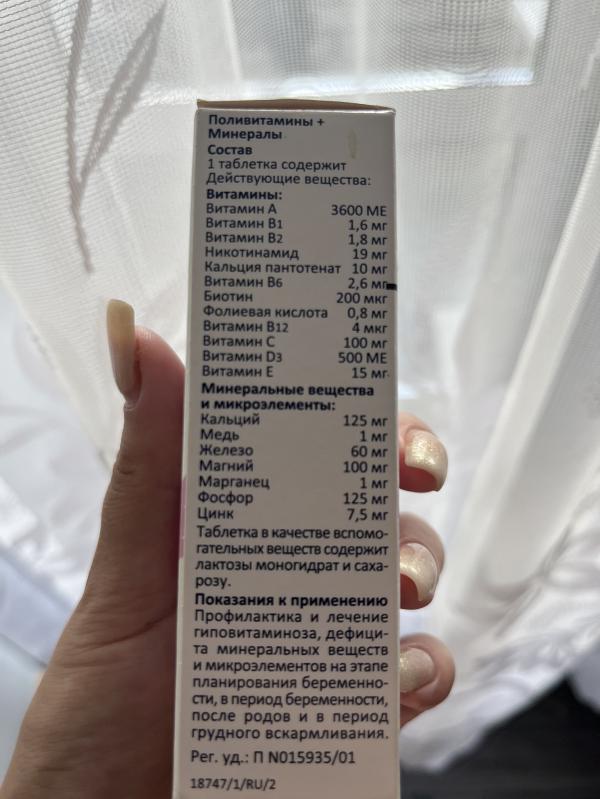 Поливитамины +
Минералы
Состав
1 таблетка содержит
Действующие вещества:
Витамины:
Витамин А 3600 МЕ
Витамин В1 1,6 мг
Витамин В2 1,8 мг
Никотинамид 19 мг
Кальция пантотенат 10 мг
Витамин В6 2,6 мг
Биотин 200 мкг
Фолиевая кислота 0,8 мг
Витамин В12 4 мкг
Витамин С 100 мг
Витамин D3 500 МЕ
Витамин Е 15 мг
Минеральные вещества
и микроэлементы:
Кальций 125 мг
Медь 1 мг
Железо 60 мг
Магний 100 мг
Марганец 1 мг
Фосфор 125 мг
Цинк 7,5 мг
Таблетка в качестве вспомо-
гательных веществ содержит
лактозы моногидрат и саха-
розу.
Показания к применению
Профилактика и лечение
гиповитаминоза, дефици-
та минеральных веществ
и микроэлементов на этапе
планирования беременно-
сти, в период беременности,
после родов и в период
грудного вскармливания.
Рег. уд.: П N015935/01
18747/1/RU/2